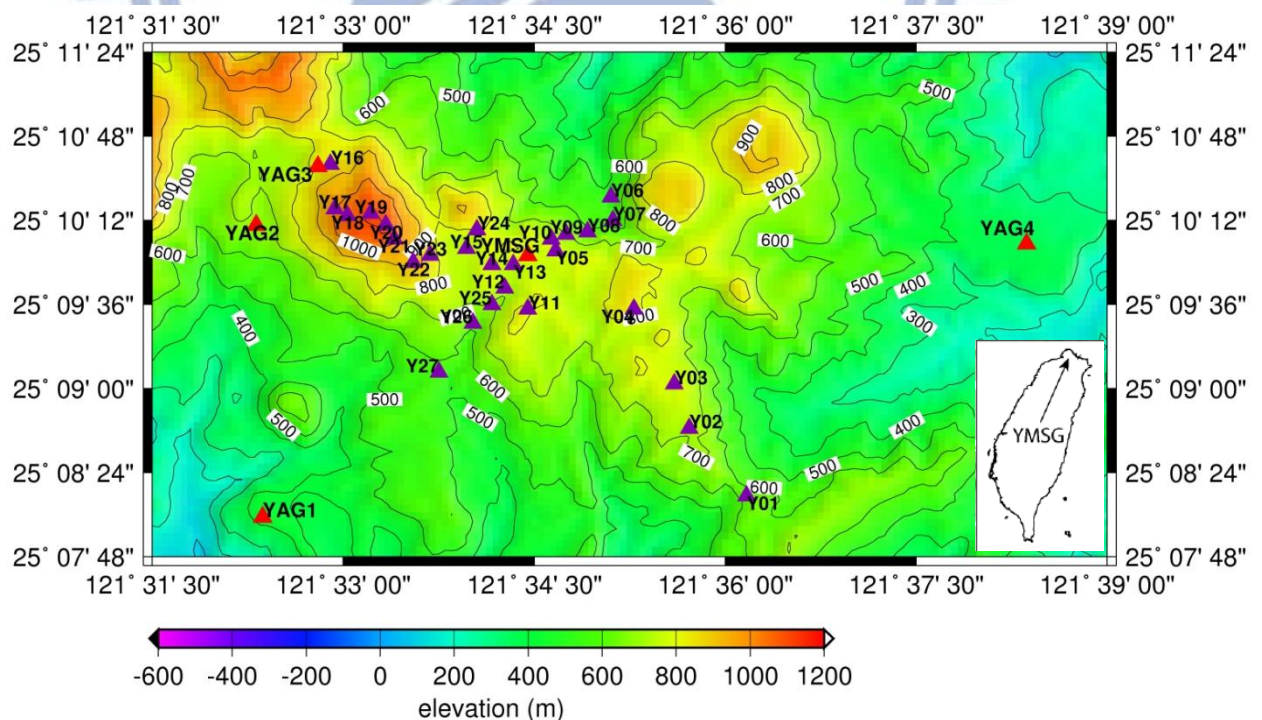 121° 31' 30" 121° 33' 00" 121° 34' 30" 121° 36' 00" 121° 37' 30" 121° 39' 00"
25° 11' 24" 25° 11' 24"
500
600 500
25° 10' 48" 25° 10' 48"
900
Y16 600
YAG3 700 800
800 Y06 700
Y17 Y19 Y07 800
25° 10' 12" 25° 10' 12"
Y18 Y24 Y09 Y08 YAG4
YAG2 Y20 Y10
1000 Y21 Y23 Y15 YMSG 700 600
600 Y14 Y05
Y22 Y13
800 Y12 500 400
25° 09' 36" Y25 Y11 25° 09' 36"
Y26 Y04 800
400 300
Y27
25° 09' 00" 600 Y03 25° 09' 00"
500
500 500 Y02 400
YMSG
700
25° 08' 24" 500 25° 08' 24"
600
YAG1 Y01
25° 07' 48" 25° 07' 48"
121° 31' 30" 121° 33' 00" 121° 34' 30" 121° 36' 00" 121° 37' 30" 121° 39' 00"
-600 -400 -200 0 200 400 600 800 1000 1200
elevation (m)